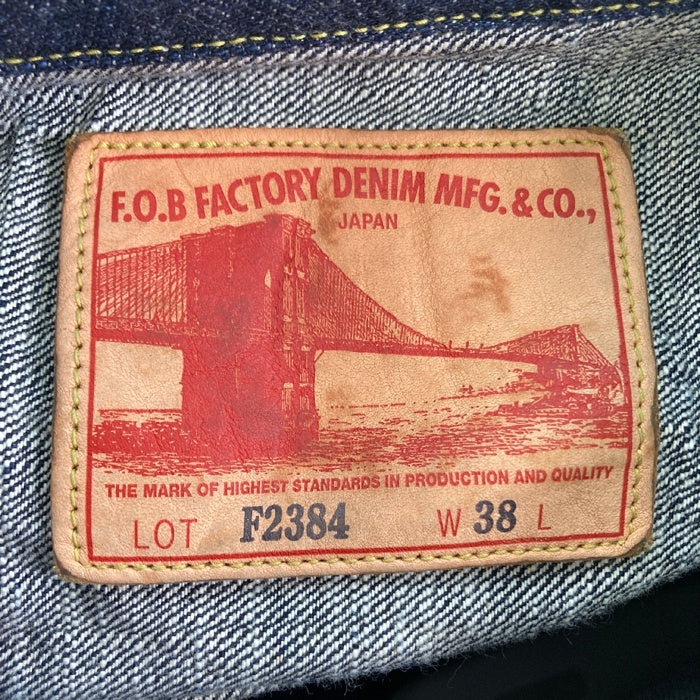 F.O.B FACTORY DENIM MFG. & CO.,
JAPAN
THE MARK OF HIGHEST STANDARDS IN PRODUCTION AND QUALITY
LOT F2384 W 38 L